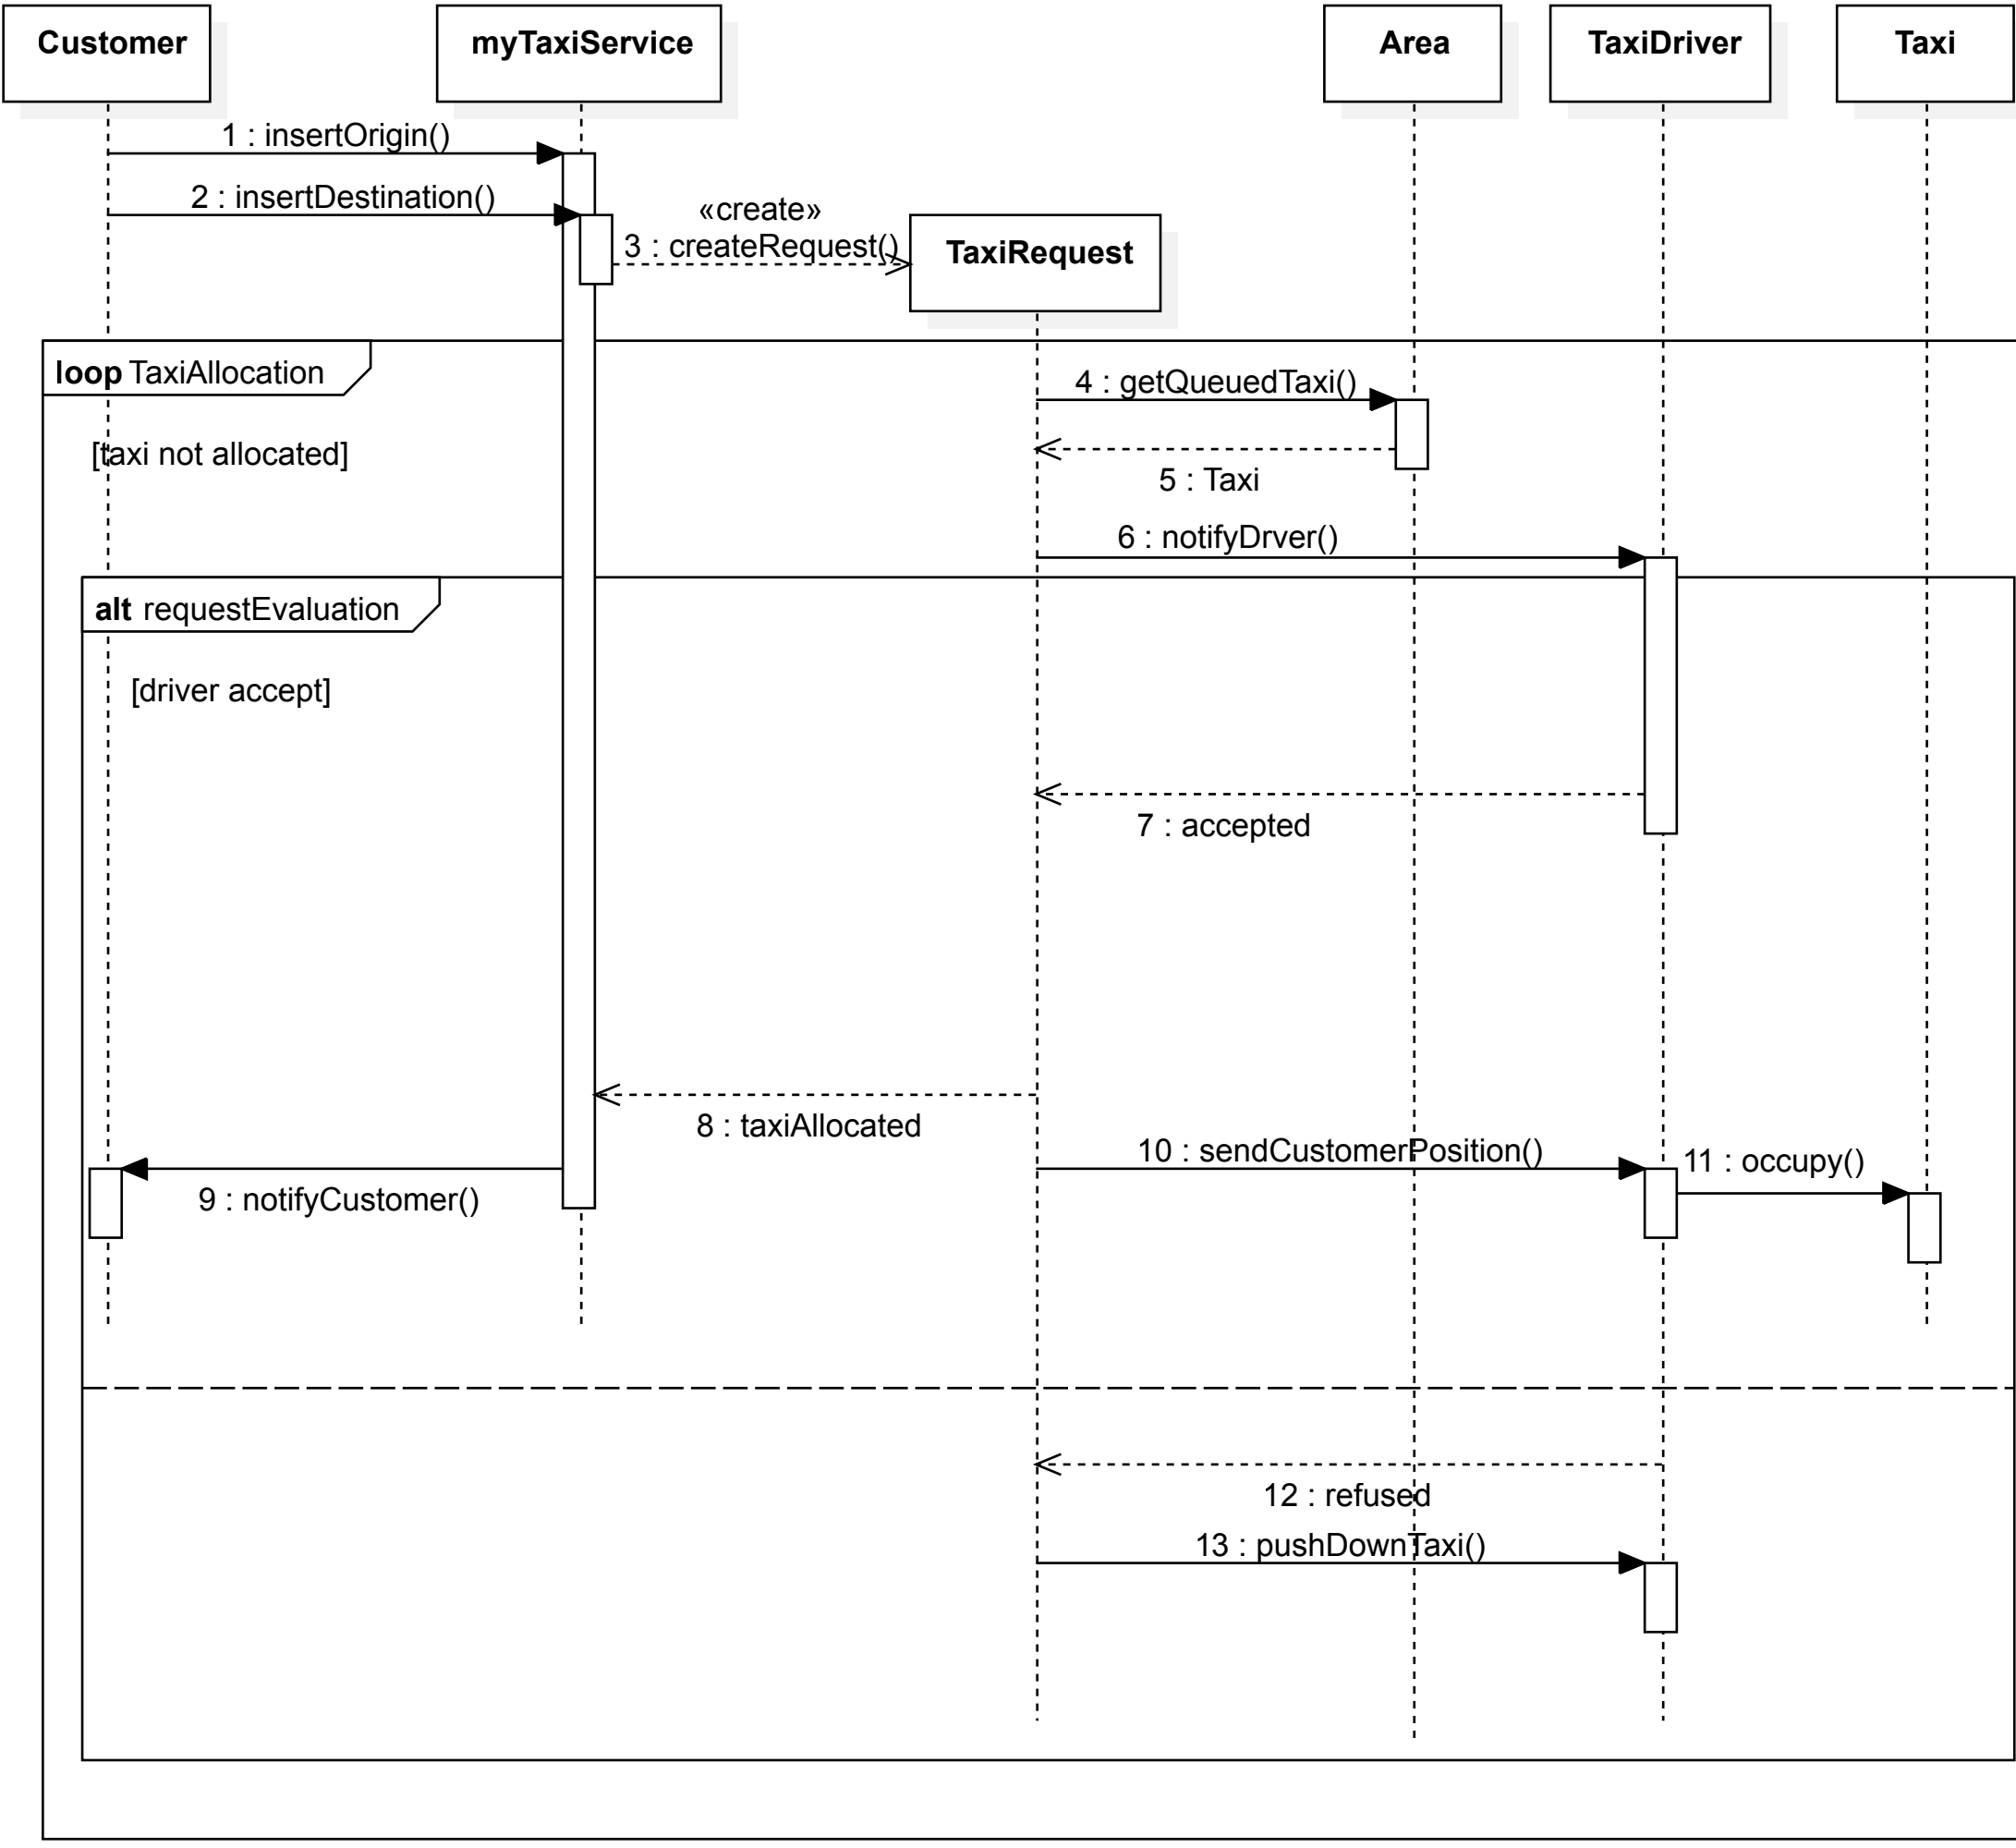 Customer
myTaxiService
Area
TaxiDriver
Taxi
1 : insertOrigin()
2 : insertDestination()
«create»
3 : createRequest()
TaxiRequest
loop TaxiAllocation
4 : getQueuedTaxi()
[taxi not allocated]
5 : Taxi
6 : notifyDrver()
alt requestEvaluation
[driver accept]
7 : accepted
8 : taxiAllocated
10 : sendCustomerPosition()
11 : occupy()
9 : notifyCustomer()
12 : refused
13 : pushDownTaxi()